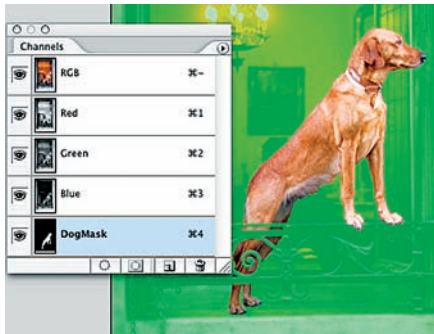 Channels
RGB ⌘~
Red ⌘1
Green ⌘2
Blue ⌘3
DogMask ⌘4